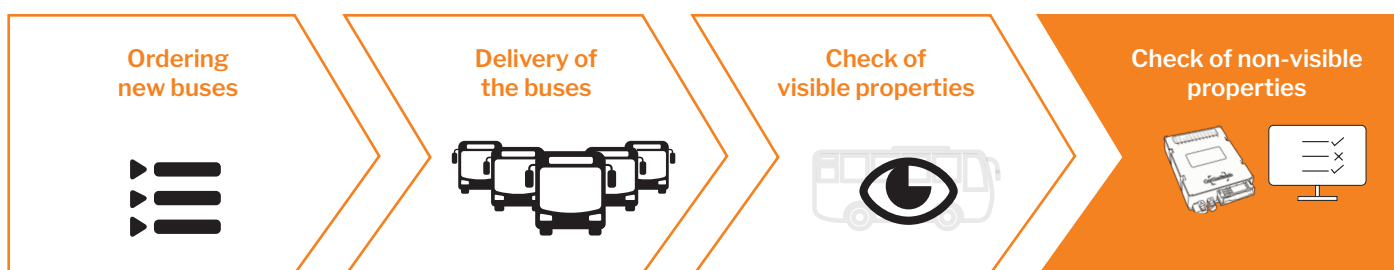 Ordering
new buses
Delivery of
the buses
Check of
visible properties
Check of non-visible
properties